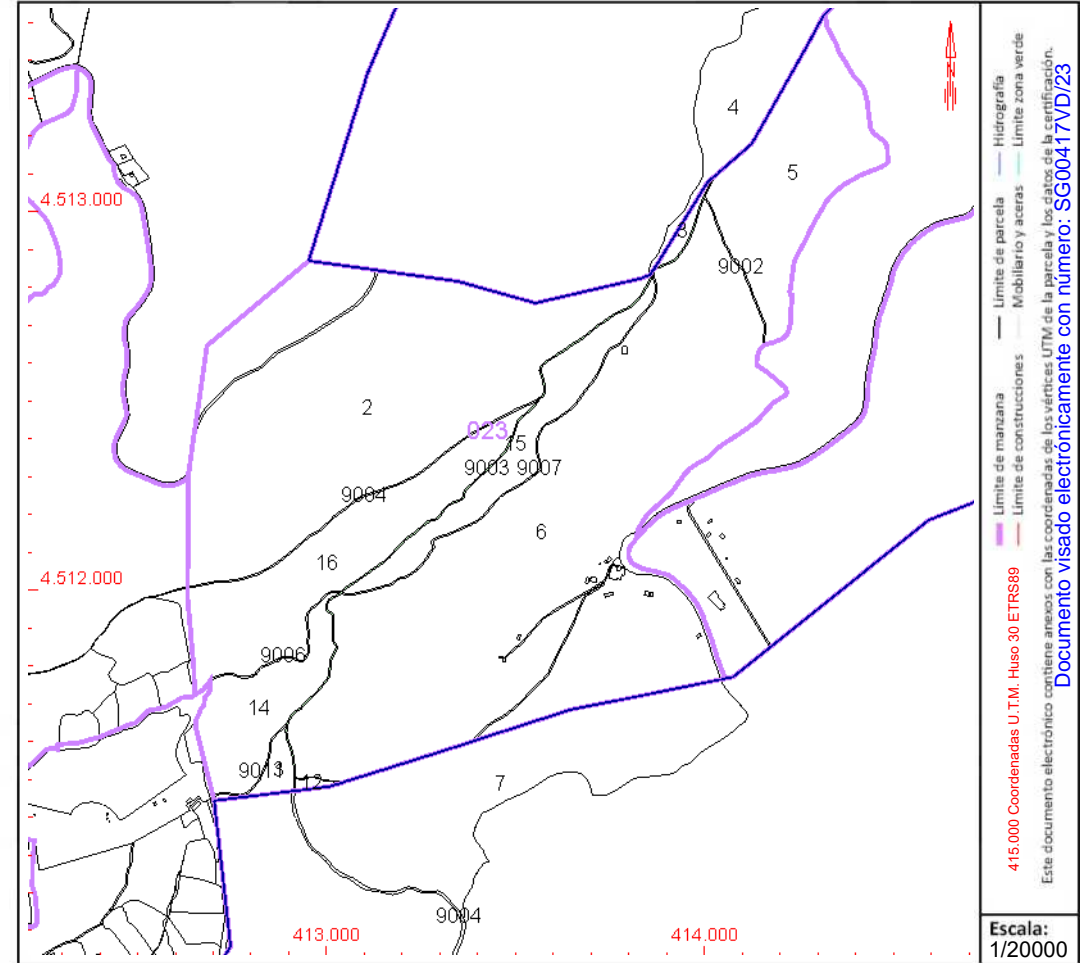 4
5
4.513.000
9002
2
023
15
9003 9007
9004
6
16
4.512.000
9006
14
9013
12
7
9004
413.000
414.000
Límite de manzana
Límite de parcela
Hidrografía
Límite de construcciones
Mobiliario y aceras
Límite zona verde
415.000 Coordenadas U.T.M. Huso 30 ETRS89
Este documento electrónico contiene anexos con las coordenadas de los vértices UTM de la parcela y los datos de la certificación.
Documento visado electrónicamente con número: SG00417VD/23
Escala:
1/20000